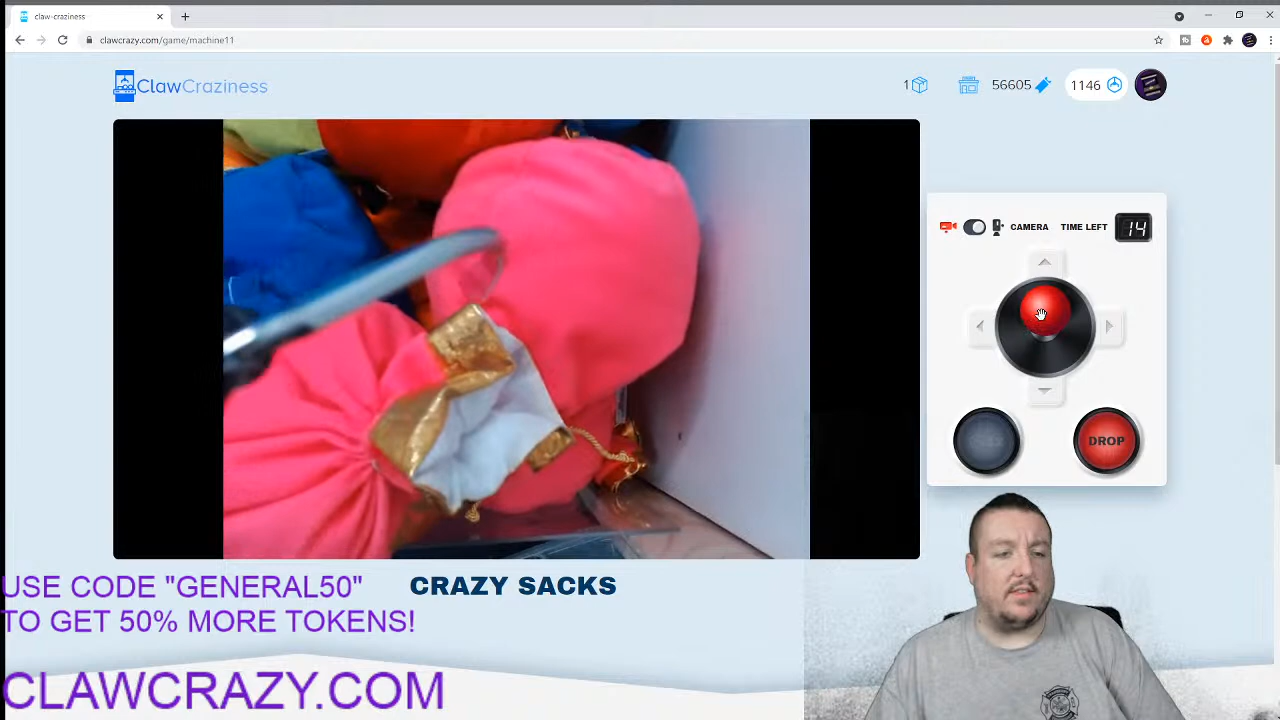 claw-craziness
clawcrazy.com/game/machine11
ClawCraziness
1
56605
1146
CAMERA
TIME LEFT
14
DROP
CRAZY SACKS
USE CODE "GENERAL50"
TO GET 50% MORE TOKENS!
CLAWCRAZY.COM